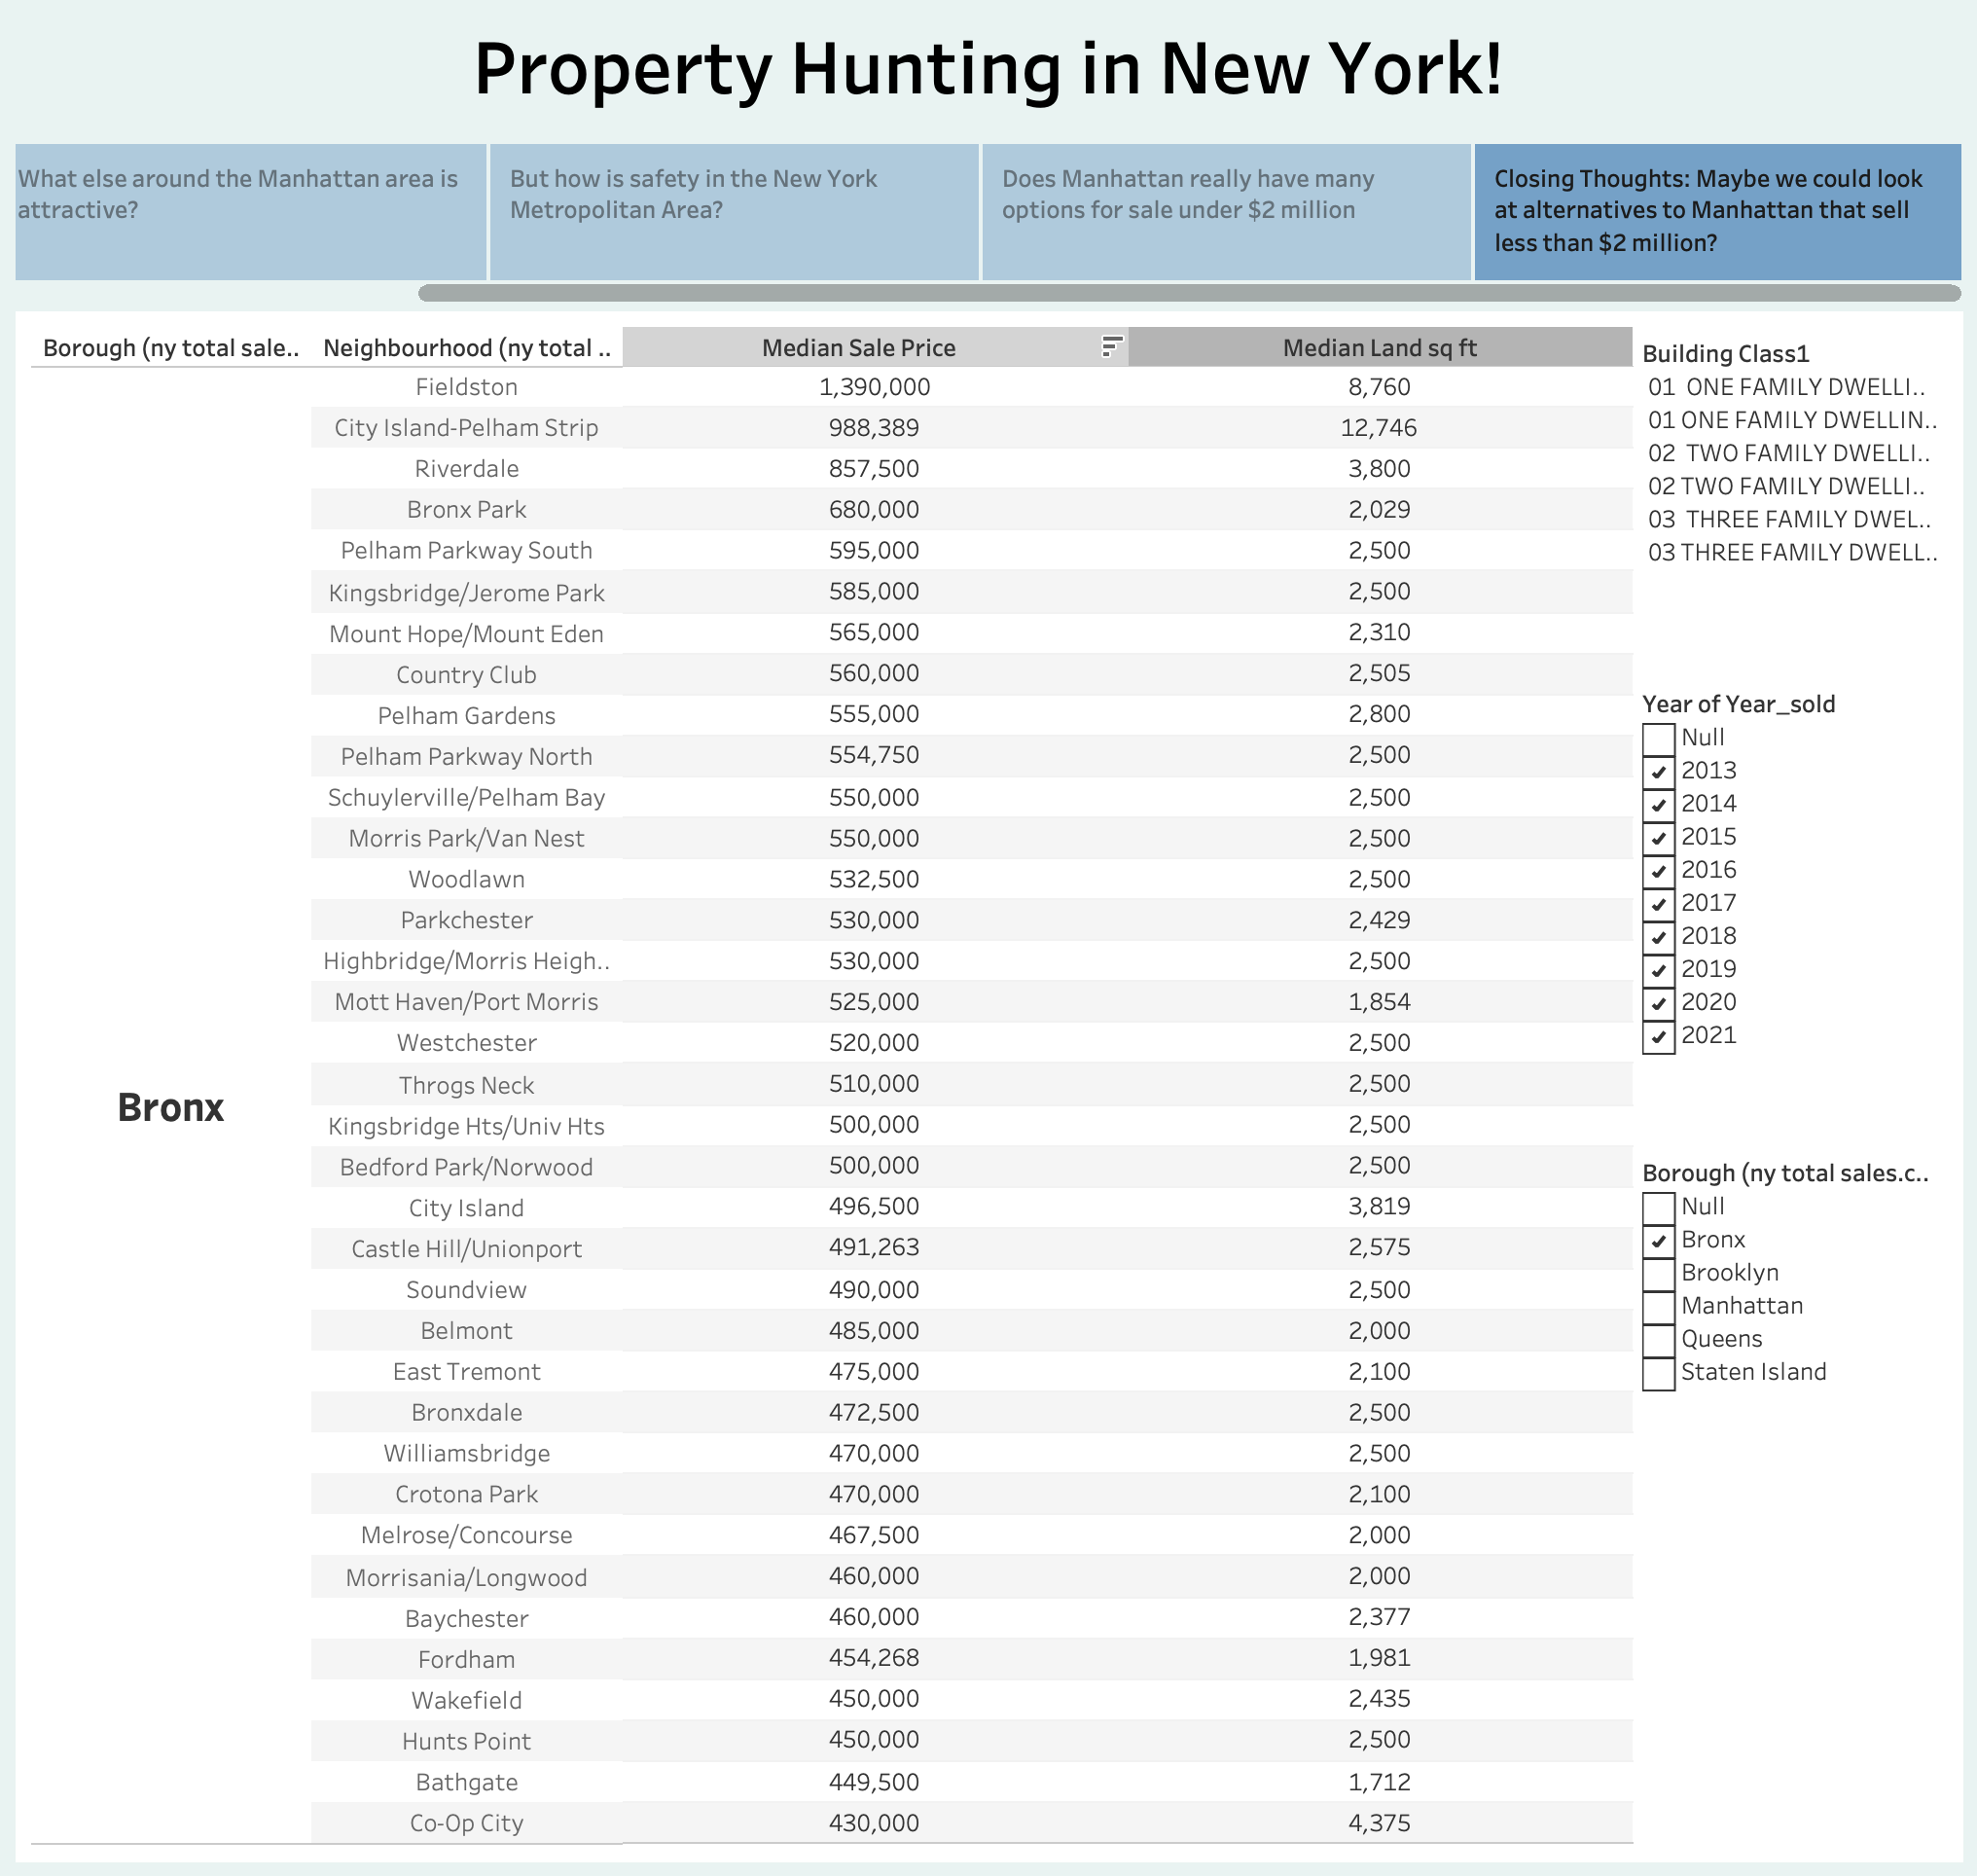 Property Hunting in New York!
What else around the Manhattan area is
attractive?
But how is safety in the New York
Metropolitan Area?
Does Manhattan really have many
options for sale under $2 million
Closing Thoughts: Maybe we could look
at alternatives to Manhattan that sell
less than $2 million?
Borough (ny total sale.. Neighbourhood (ny total .. Median Sale Price Median Land sq ft
Bronx
Fieldston 1,390,000 8,760
City Island-Pelham Strip 988,389 12,746
Riverdale 857,500 3,800
Bronx Park 680,000 2,029
Pelham Parkway South 595,000 2,500
Kingsbridge/Jerome Park 585,000 2,500
Mount Hope/Mount Eden 565,000 2,310
Country Club 560,000 2,505
Pelham Gardens 555,000 2,800
Pelham Parkway North 554,750 2,500
Schuylerville/Pelham Bay 550,000 2,500
Morris Park/Van Nest 550,000 2,500
Woodlawn 532,500 2,500
Parkchester 530,000 2,429
Highbridge/Morris Heigh.. 530,000 2,500
Mott Haven/Port Morris 525,000 1,854
Westchester 520,000 2,500
Throgs Neck 510,000 2,500
Kingsbridge Hts/Univ Hts 500,000 2,500
Bedford Park/Norwood 500,000 2,500
City Island 496,500 3,819
Castle Hill/Unionport 491,263 2,575
Soundview 490,000 2,500
Belmont 485,000 2,000
East Tremont 475,000 2,100
Bronxdale 472,500 2,500
Williamsbridge 470,000 2,500
Crotona Park 470,000 2,100
Melrose/Concourse 467,500 2,000
Morrisania/Longwood 460,000 2,000
Baychester 460,000 2,377
Fordham 454,268 1,981
Wakefield 450,000 2,435
Hunts Point 450,000 2,500
Bathgate 449,500 1,712
Co-Op City 430,000 4,375
Building Class1
01  ONE FAMILY DWELLI..
01 ONE FAMILY DWELLIN..
02  TWO FAMILY DWELLI..
02 TWO FAMILY DWELLI..
03  THREE FAMILY DWEL..
03 THREE FAMILY DWELL..
Year of Year_sold
Null
2013
2014
2015
2016
2017
2018
2019
2020
2021
Borough (ny total sales.c..
Null
Bronx
Brooklyn
Manhattan
Queens
Staten Island